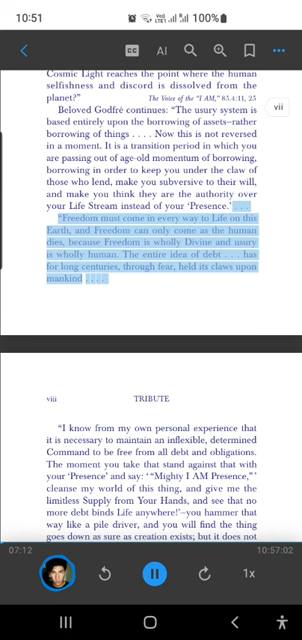 10:51
100%
CC AI
Cosmic Light reaches the point where the human
selfishness and discord is dissolved from the
planet?” The Voice of the “I AM,” 85.4:11, 25
Beloved Godfré continues: “The usury system is
based entirely upon the borrowing of assets–rather
borrowing of things . . . . Now this is not reversed
in a moment. It is a transition period in which you
are passing out of age-old momentum of borrowing,
borrowing in order to keep you under the claw of
those who lend, make you subversive to their will,
and make you think they are the authority over
your Life Stream instead of your ‘Presence.’ . . .
“Freedom must come in every way to Life on this
Earth, and Freedom can only come as the human
dies, because Freedom is wholly Divine and usury
is wholly human. The entire idea of debt . . . has
for long centuries, through fear, held its claws upon
mankind . . . .
vii
viii TRIBUTE
“I know from my own personal experience that
it is necessary to maintain an inflexible, determined
Command to be free from all debt and obligations.
The moment you take that stand against that with
your ‘Presence’ and say: ‘“Mighty I AM Presence,”
cleanse my world of this thing, and give me the
limitless Supply from Your Hands, and see that no
more debt binds Life anywhere!’–you hammer that
way like a pile driver, and you will find the thing
goes down as sure as creation exists; but it does not
07:12 10:57:02
1x